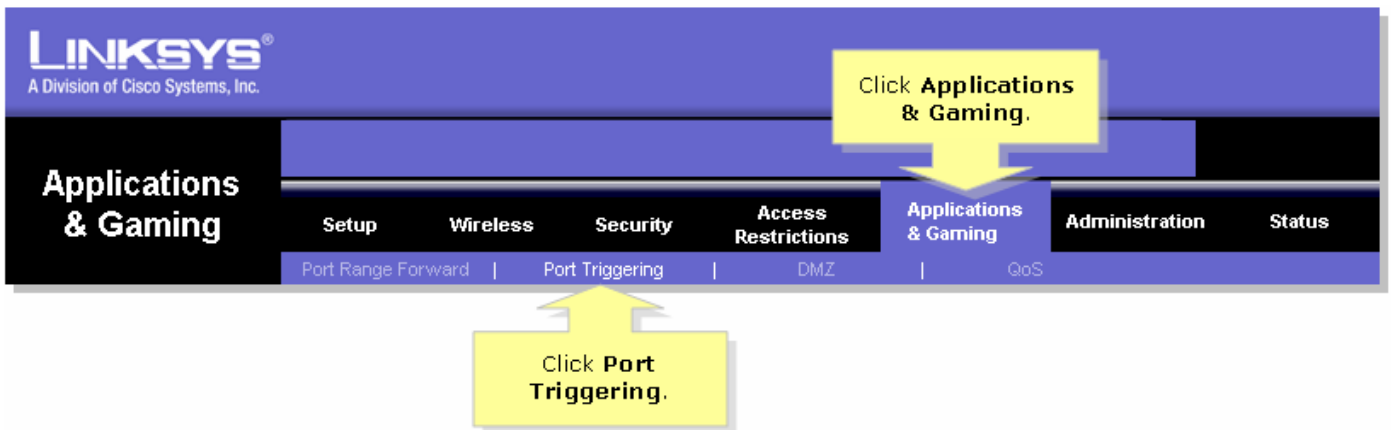 LINKSYS®
A Division of Cisco Systems, Inc.
Click Applications
& Gaming.
Applications
& Gaming
Setup
Wireless
Security
Access
Restrictions
Applications
& Gaming
Administration
Status
Port Range Forward | Port Triggering | DMZ | QoS
Click Port
Triggering.